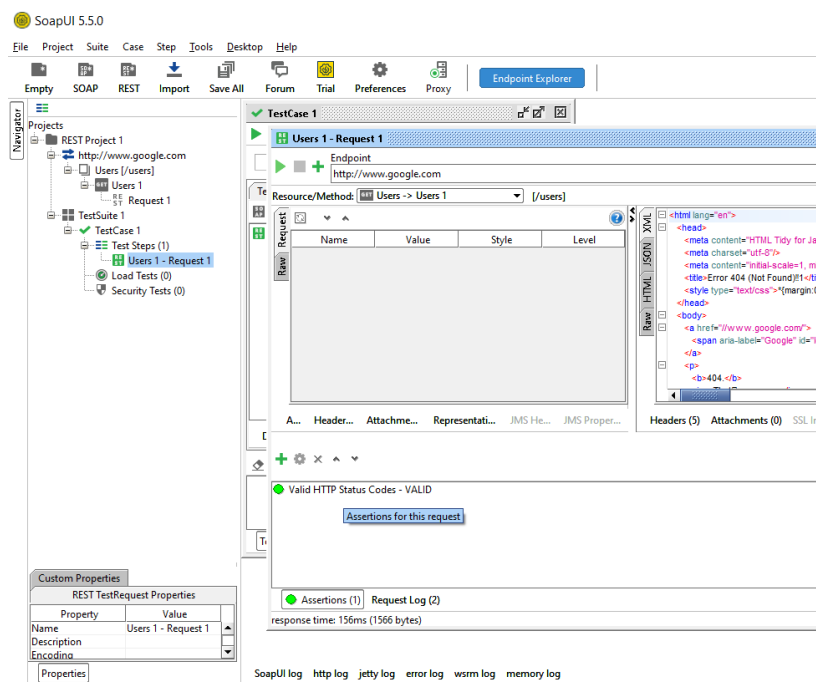 SoapUI 5.5.0
File Project Suite Case Step Tools Desktop Help
Empty SOAP REST Import Save All Forum Trial Preferences Proxy Endpoint Explorer
Navigator
Projects
REST Project 1
http://www.google.com
Users [/users]
GET Users 1
REST Request 1
TestSuite 1
TestCase 1
Test Steps (1)
Users 1 - Request 1
Load Tests (0)
Security Tests (0)
TestCase 1
Users 1 - Request 1
Endpoint
http://www.google.com
Te
Resource/Method: GET Users -> Users 1 [/users]
Request
Raw
Name Value Style Level
XML
JSON
HTML
Raw
<html lang="en">
<head>
<meta content="HTML Tidy for Ja
<meta charset="utf-8"/>
<meta content="initial-scale=1, m
<title>Error 404 (Not Found)!!1</ti
<style type="text/css">*{margin:0
</head>
<body>
<a href="//www.google.com/">
<span aria-label="Google" id="l
</a>
<p>
<b>404.</b>
A... Header... Attachme... Representati... JMS He... JMS Proper...
Headers (5) Attachments (0) SSL In
Valid HTTP Status Codes - VALID
Assertions for this request
Assertions (1) Request Log (2)
response time: 156ms (1566 bytes)
Custom Properties
REST TestRequest Properties
Property Value
Name Users 1 - Request 1
Description
Encoding
Properties
SoapUI log http log jetty log error log wsrm log memory log